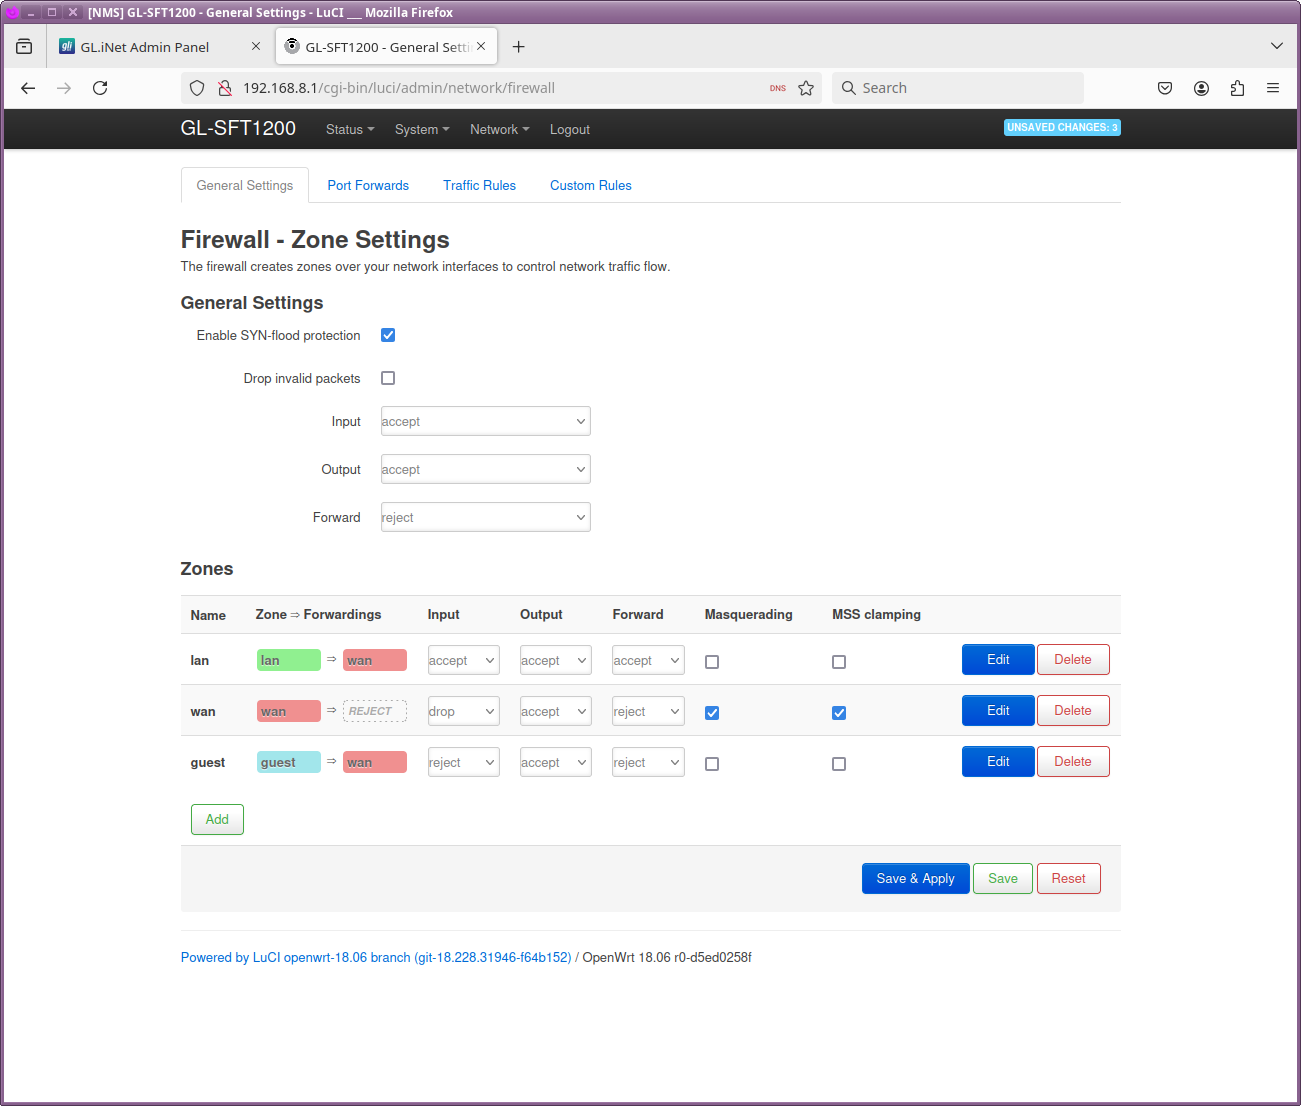 [NMS] GL-SFT1200 - General Settings - LuCI ___ Mozilla Firefox
gli GL.iNet Admin Panel GL-SFT1200 - General Setti
192.168.8.1/cgi-bin/luci/admin/network/firewall DNS Search
GL-SFT1200 Status System Network Logout UNSAVED CHANGES: 3
General Settings Port Forwards Traffic Rules Custom Rules
Firewall - Zone Settings
The firewall creates zones over your network interfaces to control network traffic flow.
General Settings
Enable SYN-flood protection
Drop invalid packets
Input accept
Output accept
Forward reject
Zones
Name Zone ⇒ Forwardings Input Output Forward Masquerading MSS clamping
lan lan ⇒ wan accept accept accept Edit Delete
wan wan ⇒ REJECT drop accept reject Edit Delete
guest guest ⇒ wan reject accept reject Edit Delete
Add
Save & Apply Save Reset
Powered by LuCI openwrt-18.06 branch (git-18.228.31946-f64b152) / OpenWrt 18.06 r0-d5ed0258f